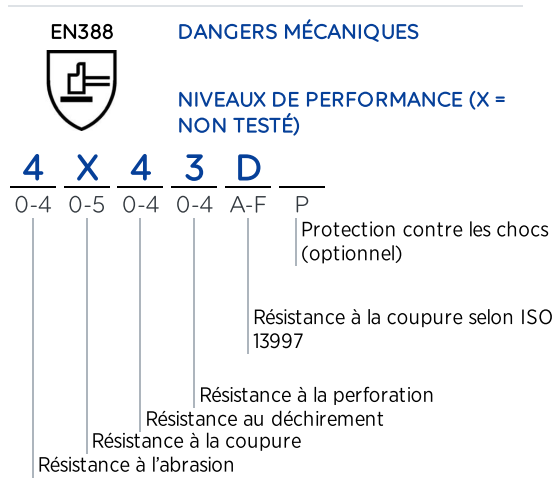 EN388
DANGERS MÉCANIQUES
NIVEAUX DE PERFORMANCE (X =
NON TESTÉ)
4 X 4 3 D
0-4 0-5 0-4 0-4 A-F P
Protection contre les chocs
(optionnel)
Résistance à la coupure selon ISO
13997
Résistance à la perforation
Résistance au déchirement
Résistance à la coupure
Résistance à l'abrasion